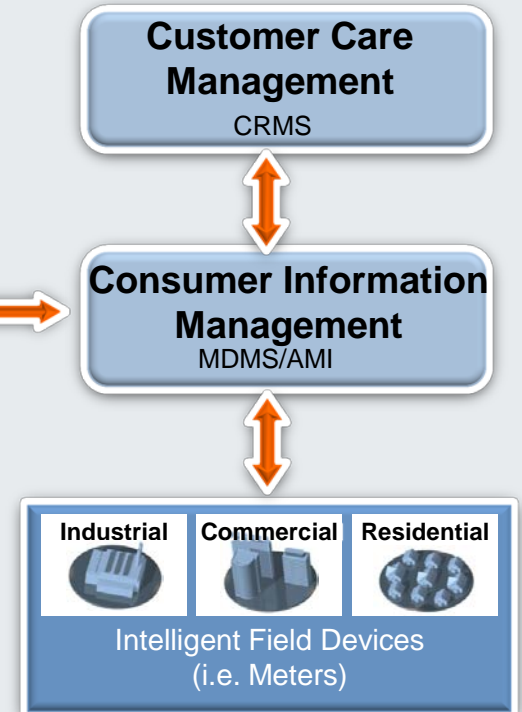 Customer Care
Management
CRMS
Consumer Information
Management
MDMS/AMI
Industrial Commercial Residential
Intelligent Field Devices
(i.e. Meters)